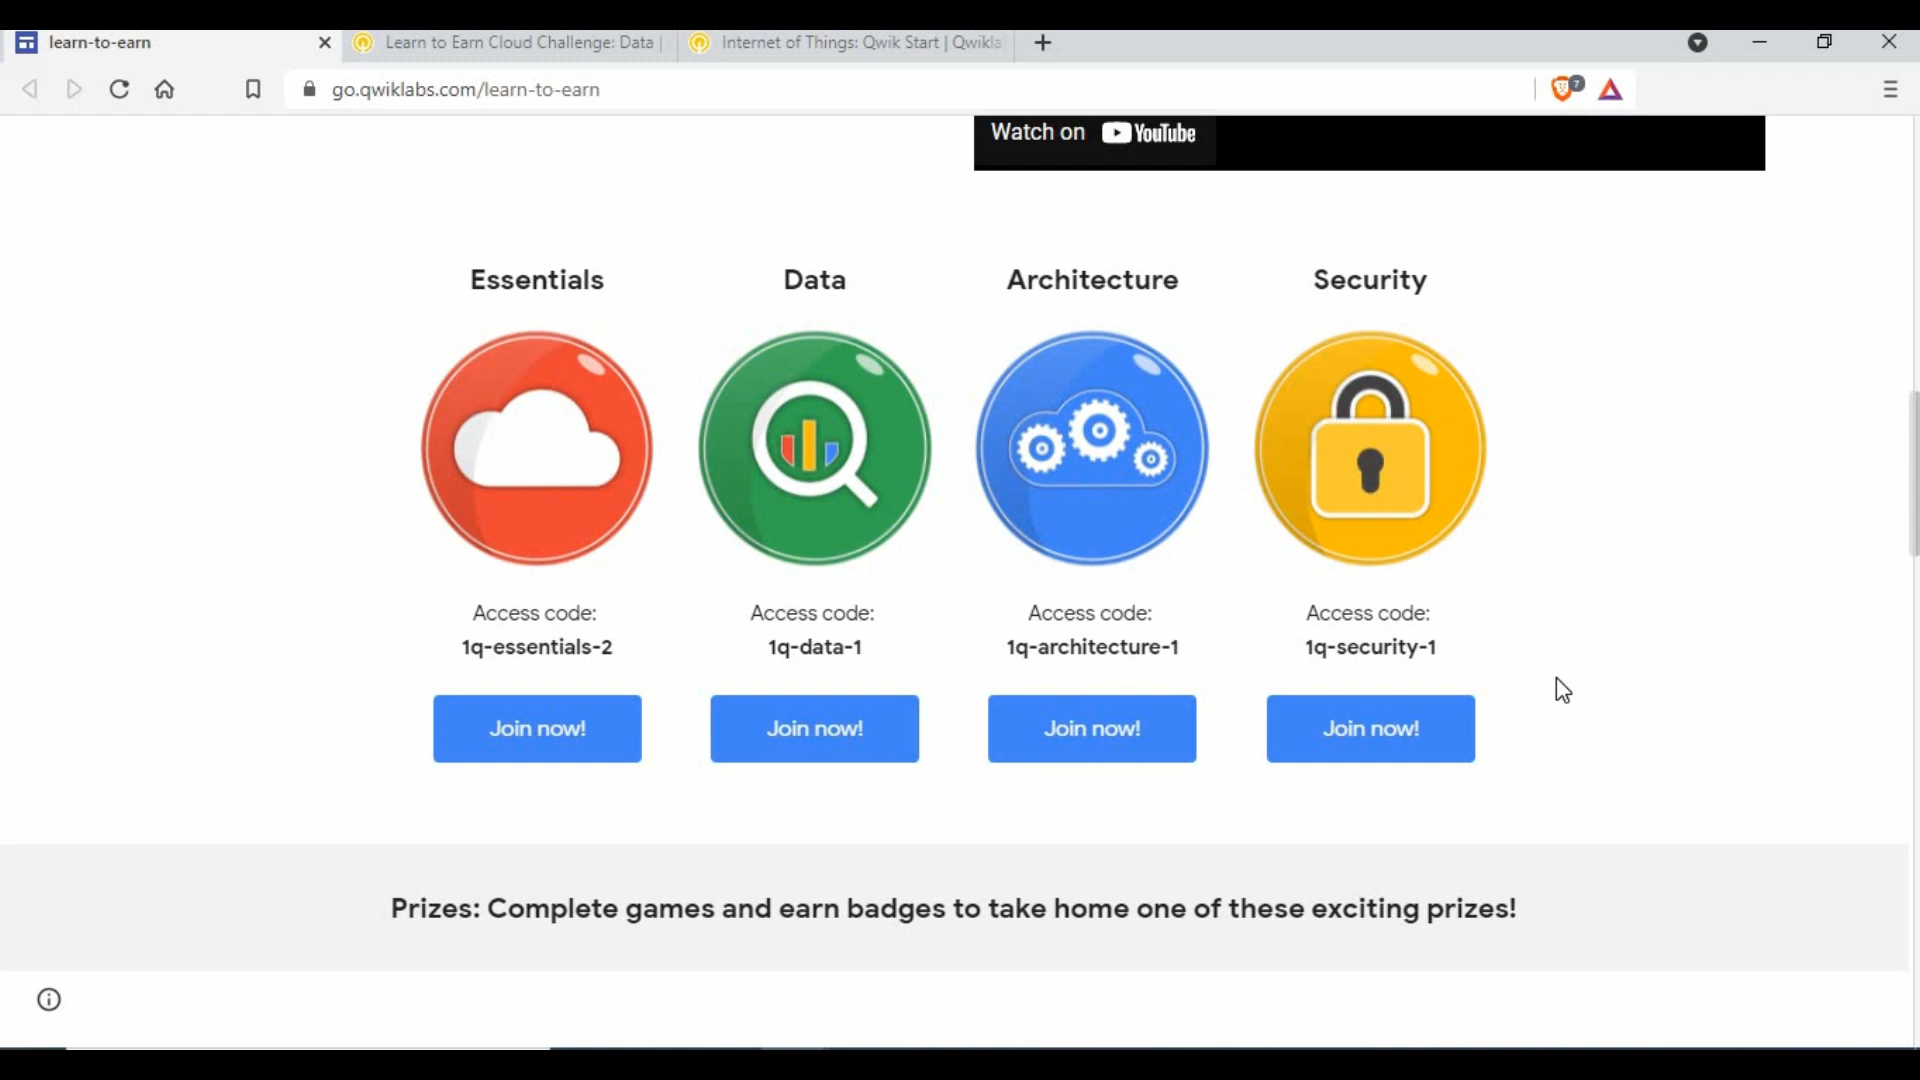 learn-to-earn
Learn to Earn Cloud Challenge: Data |
Internet of Things: Qwik Start | Qwikla
go.qwiklabs.com/learn-to-earn
7
Watch on YouTube
Essentials
Data
Architecture
Security
Access code:
1q-essentials-2
Access code:
1q-data-1
Access code:
1q-architecture-1
Access code:
1q-security-1
Join now!
Join now!
Join now!
Join now!
Prizes: Complete games and earn badges to take home one of these exciting prizes!